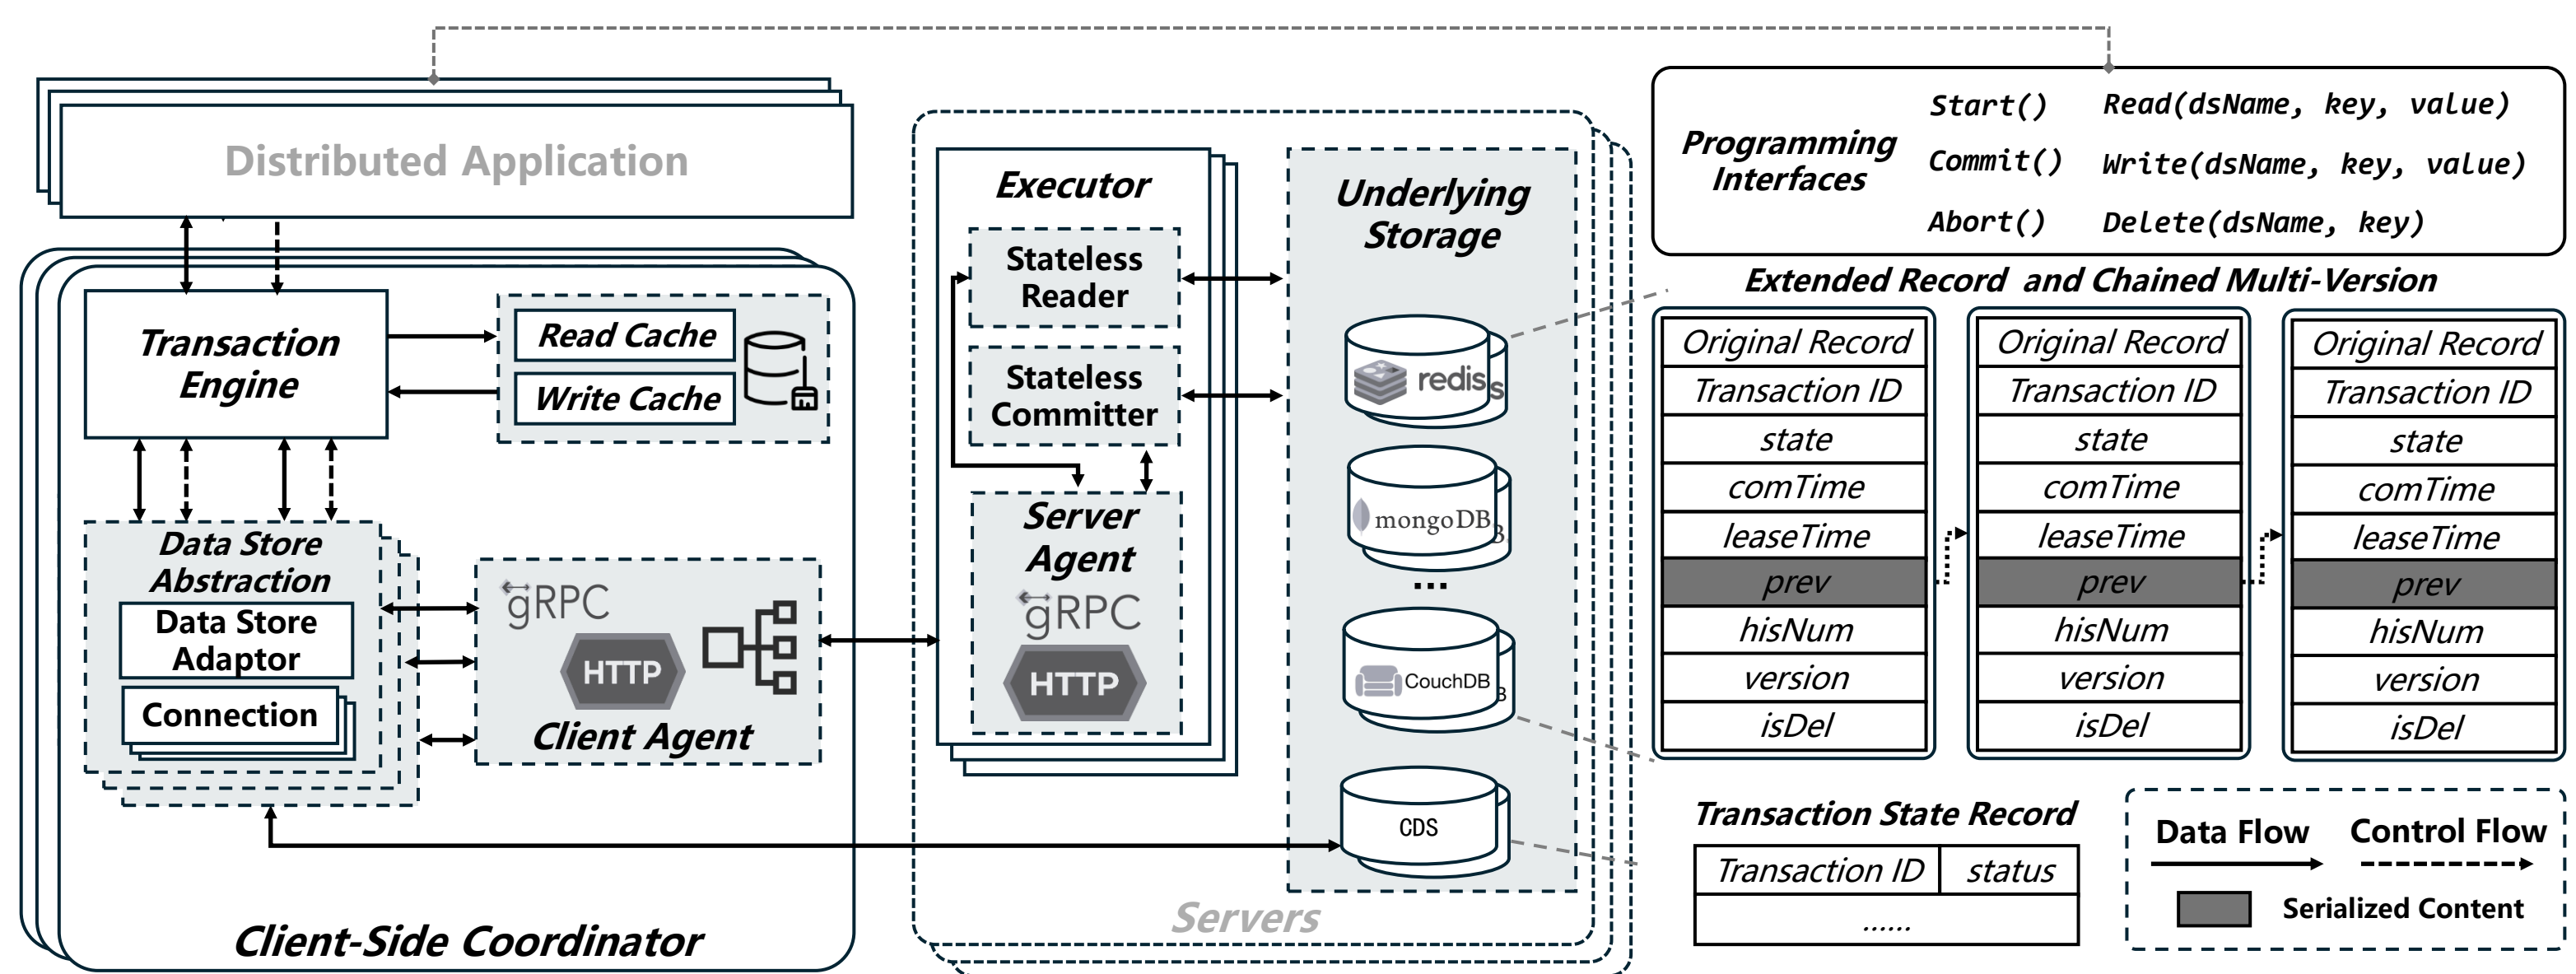 Distributed Application
Transaction
Engine
Read Cache
Write Cache
Data Store
Abstraction
Data Store
Adaptor
Connection
gRPC
HTTP
Client Agent
Client-Side Coordinator
Executor
Stateless
Reader
Stateless
Committer
Server
Agent
gRPC
HTTP
Underlying
Storage
redis
s
mongoDB
B
...
CouchDB
B
CDS
Servers
Programming
Interfaces
Start()
Read(dsName, key, value)
Commit()
Write(dsName, key, value)
Abort()
Delete(dsName, key)
Extended Record and Chained Multi-Version
Original Record
Transaction ID
state
comTime
leaseTime
prev
hisNum
version
isDel
Original Record
Transaction ID
state
comTime
leaseTime
prev
hisNum
version
isDel
Original Record
Transaction ID
state
comTime
leaseTime
prev
hisNum
version
isDel
Transaction State Record
Transaction ID
status
......
Data Flow
Control Flow
Serialized Content